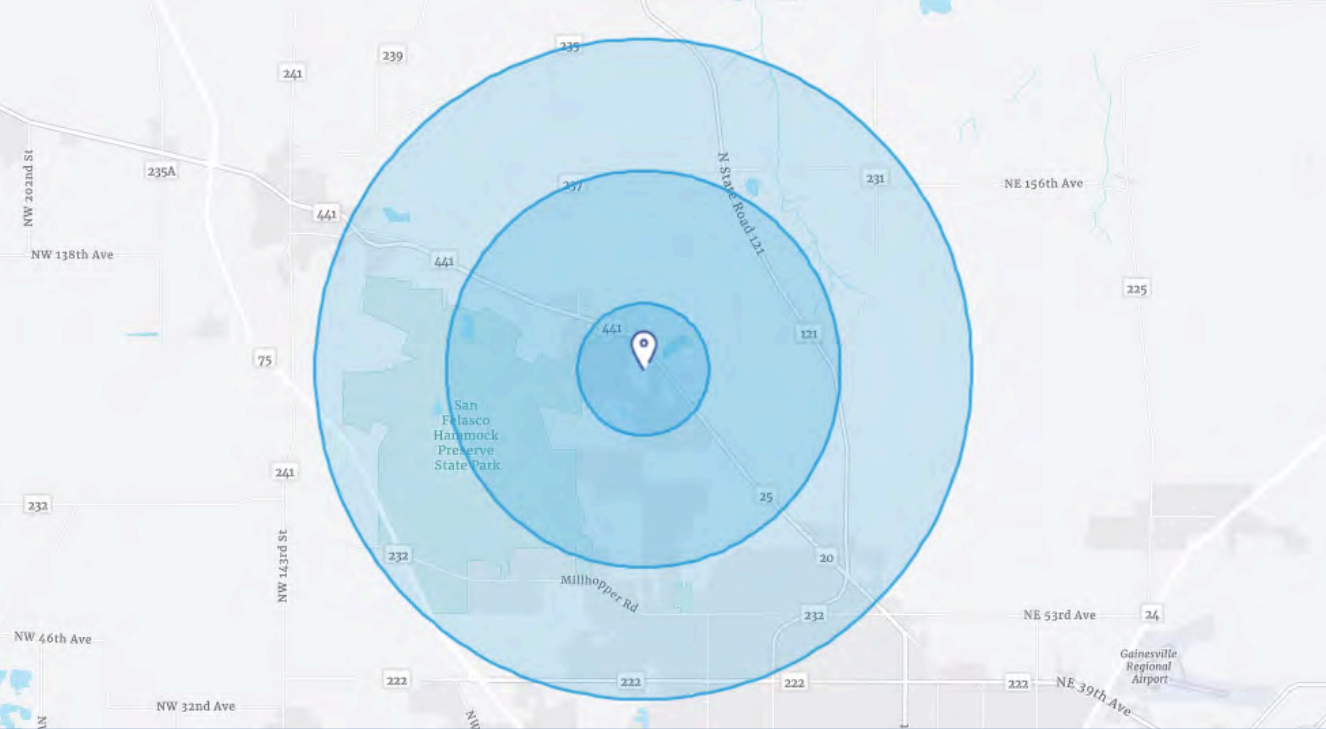 235
239
241
235A
NW 202nd St
441
237
N State Road 121
231
NE 156th Ave
NW 138th Ave
441
225
441
121
75
San
Felasco
Hammock
Preserve
State Park
241
25
232
NW 143rd St
232
20
Millhopper Rd
232
NE 53rd Ave
24
NW 46th Ave
Gainesville
Regional
Airport
222
222
222
222
NE 39th Ave
NW 32nd Ave
NW